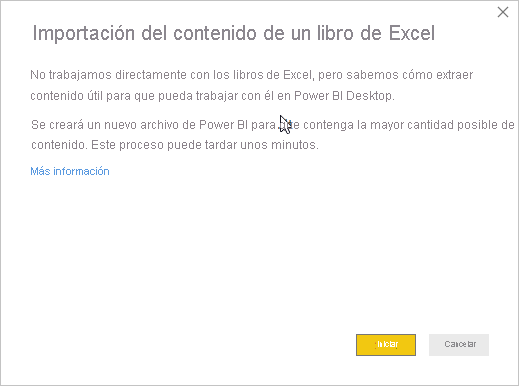 Importación del contenido de un libro de Excel
No trabajamos directamente con los libros de Excel, pero sabemos cómo extraer
contenido útil para que pueda trabajar con él en Power BI Desktop.
Se creará un nuevo archivo de Power BI para que contenga la mayor cantidad posible de
contenido. Este proceso puede tardar unos minutos.
Más información
Iniciar
Cancelar